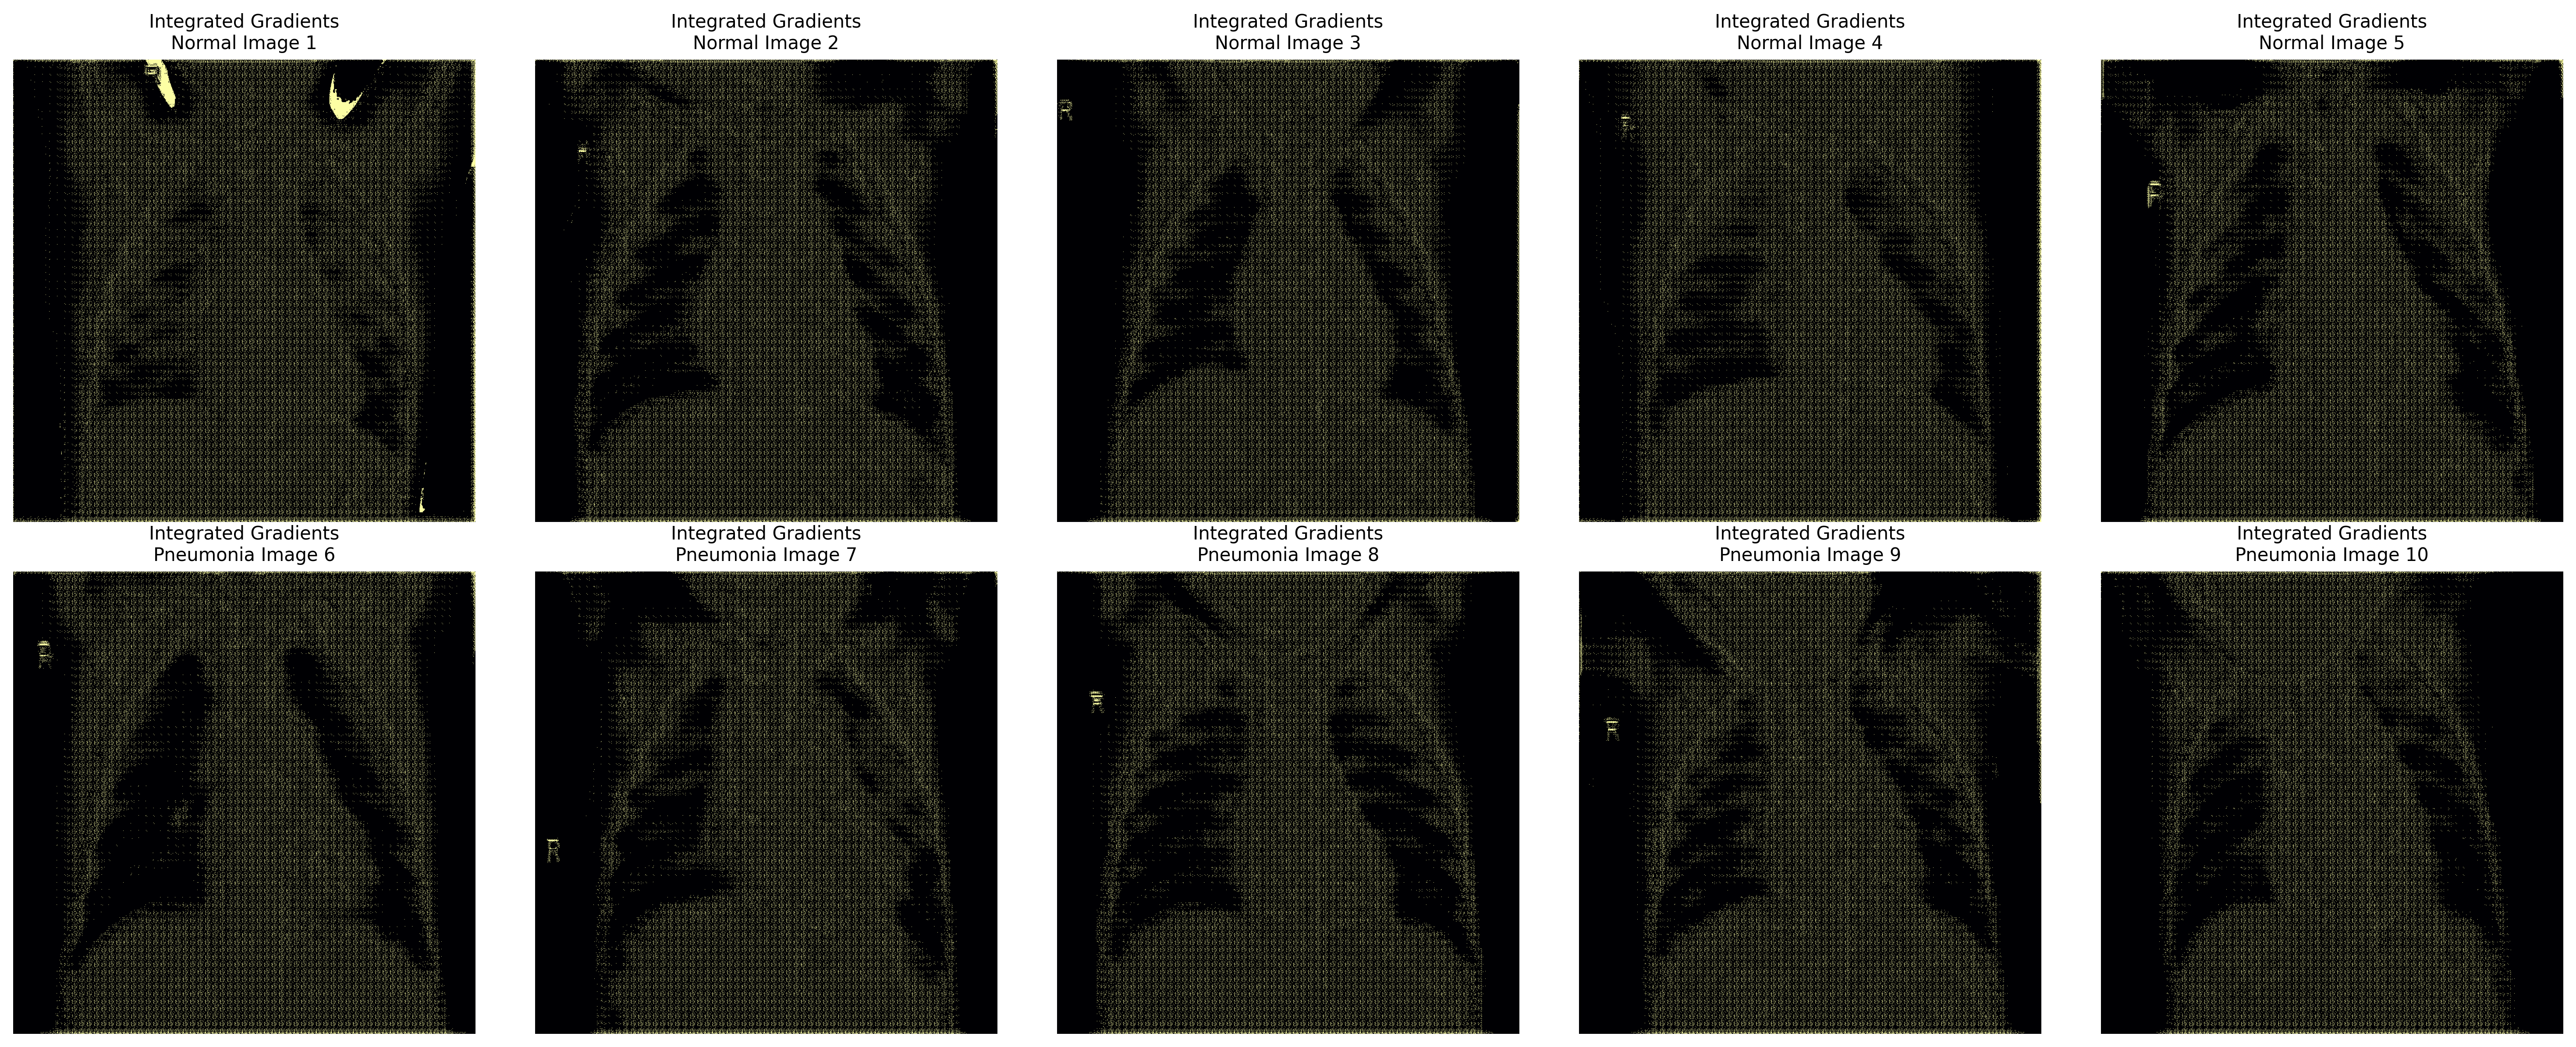 Integrated Gradients
Normal Image 1
Integrated Gradients
Normal Image 2
Integrated Gradients
Normal Image 3
Integrated Gradients
Normal Image 4
Integrated Gradients
Normal Image 5
R
R
R
R
R
Integrated Gradients
Pneumonia Image 6
Integrated Gradients
Pneumonia Image 7
Integrated Gradients
Pneumonia Image 8
Integrated Gradients
Pneumonia Image 9
Integrated Gradients
Pneumonia Image 10
R
R
R
R